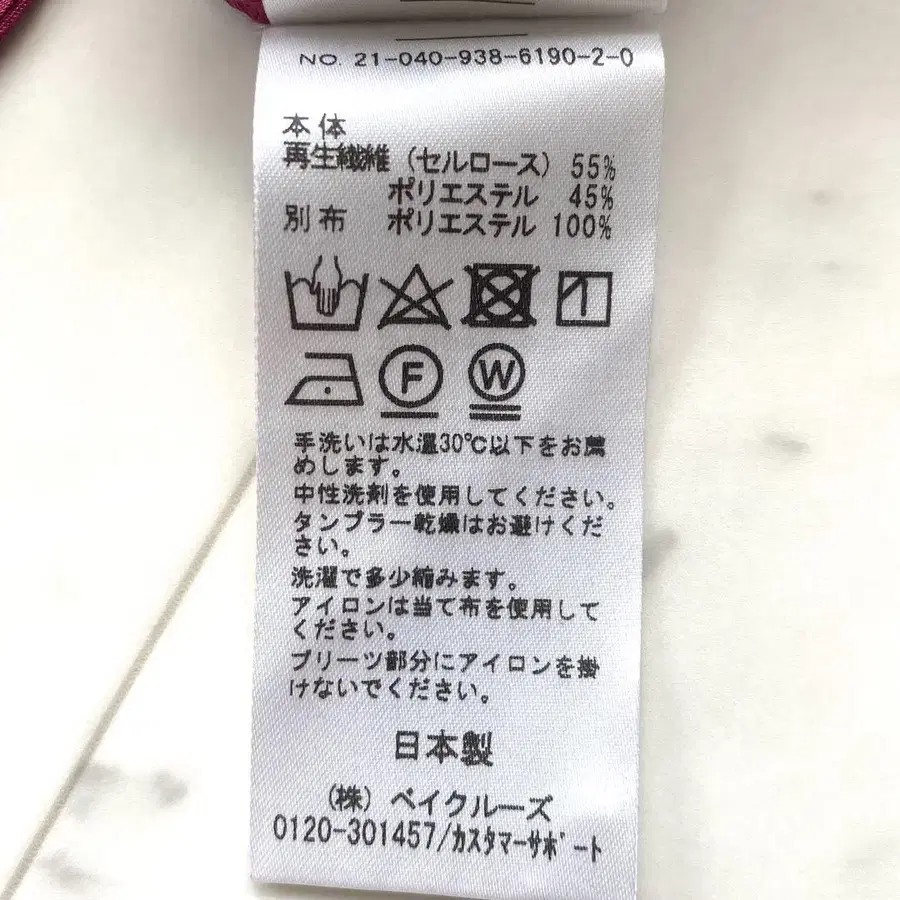 NO. 21-040-938-6190-2-0
本体
再生繊維（セルロース）55%
ポリエステル 45%
別布 ポリエステル 100%
F W
手洗いは水温30℃以下をお薦
めします。
中性洗剤を使用してください。
タンブラー乾燥はお避けくだ
さい。
洗濯で多少縮みます。
アイロンは当て布を使用して
ください。
プリーツ部分にアイロンを掛
けないでください。
日本製
（株）ベイクルーズ
0120-301457/カスタマーサポート